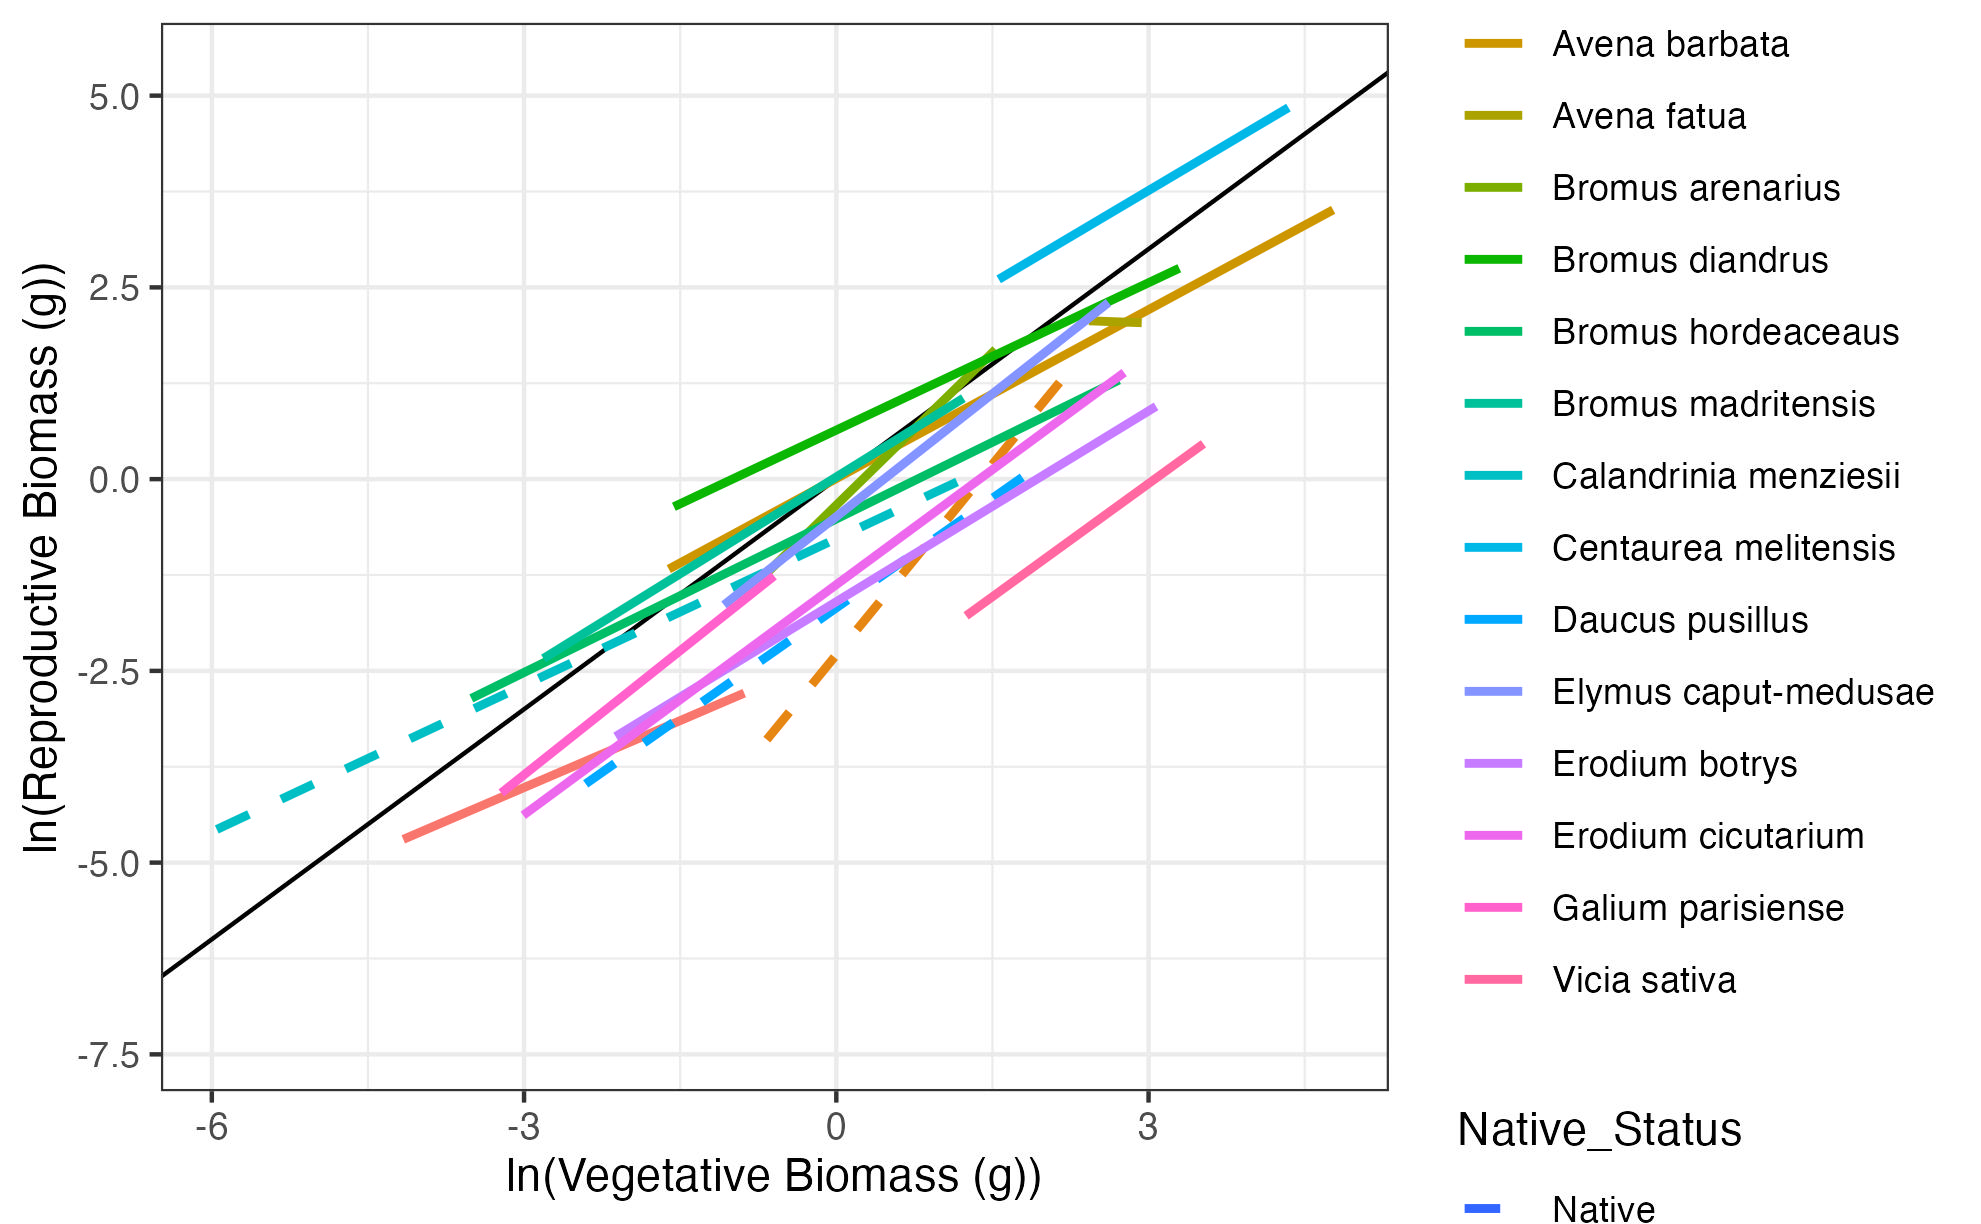 ln(Reproductive Biomass (g))
5.0
2.5
0.0
-2.5
-5.0
-7.5
-6
-3
0
3
ln(Vegetative Biomass (g))
Avena barbata
Avena fatua
Bromus arenarius
Bromus diandrus
Bromus hordeaceaus
Bromus madritensis
Calandrinia menziesii
Centaurea melitensis
Daucus pusillus
Elymus caput-medusae
Erodium botrys
Erodium cicutarium
Galium parisiense
Vicia sativa
Native_Status
Native